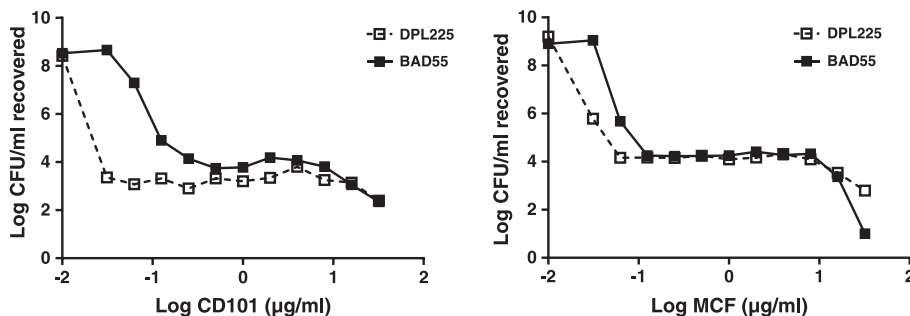 10
8
6
4
2
0
Log CFU/ml recovered
DPL225
BAD55
-2 -1 0 1 2
Log CD101 (µg/ml)
10
8
6
4
2
0
Log CFU/ml recovered
DPL225
BAD55
-2 -1 0 1 2
Log MCF (µg/ml)